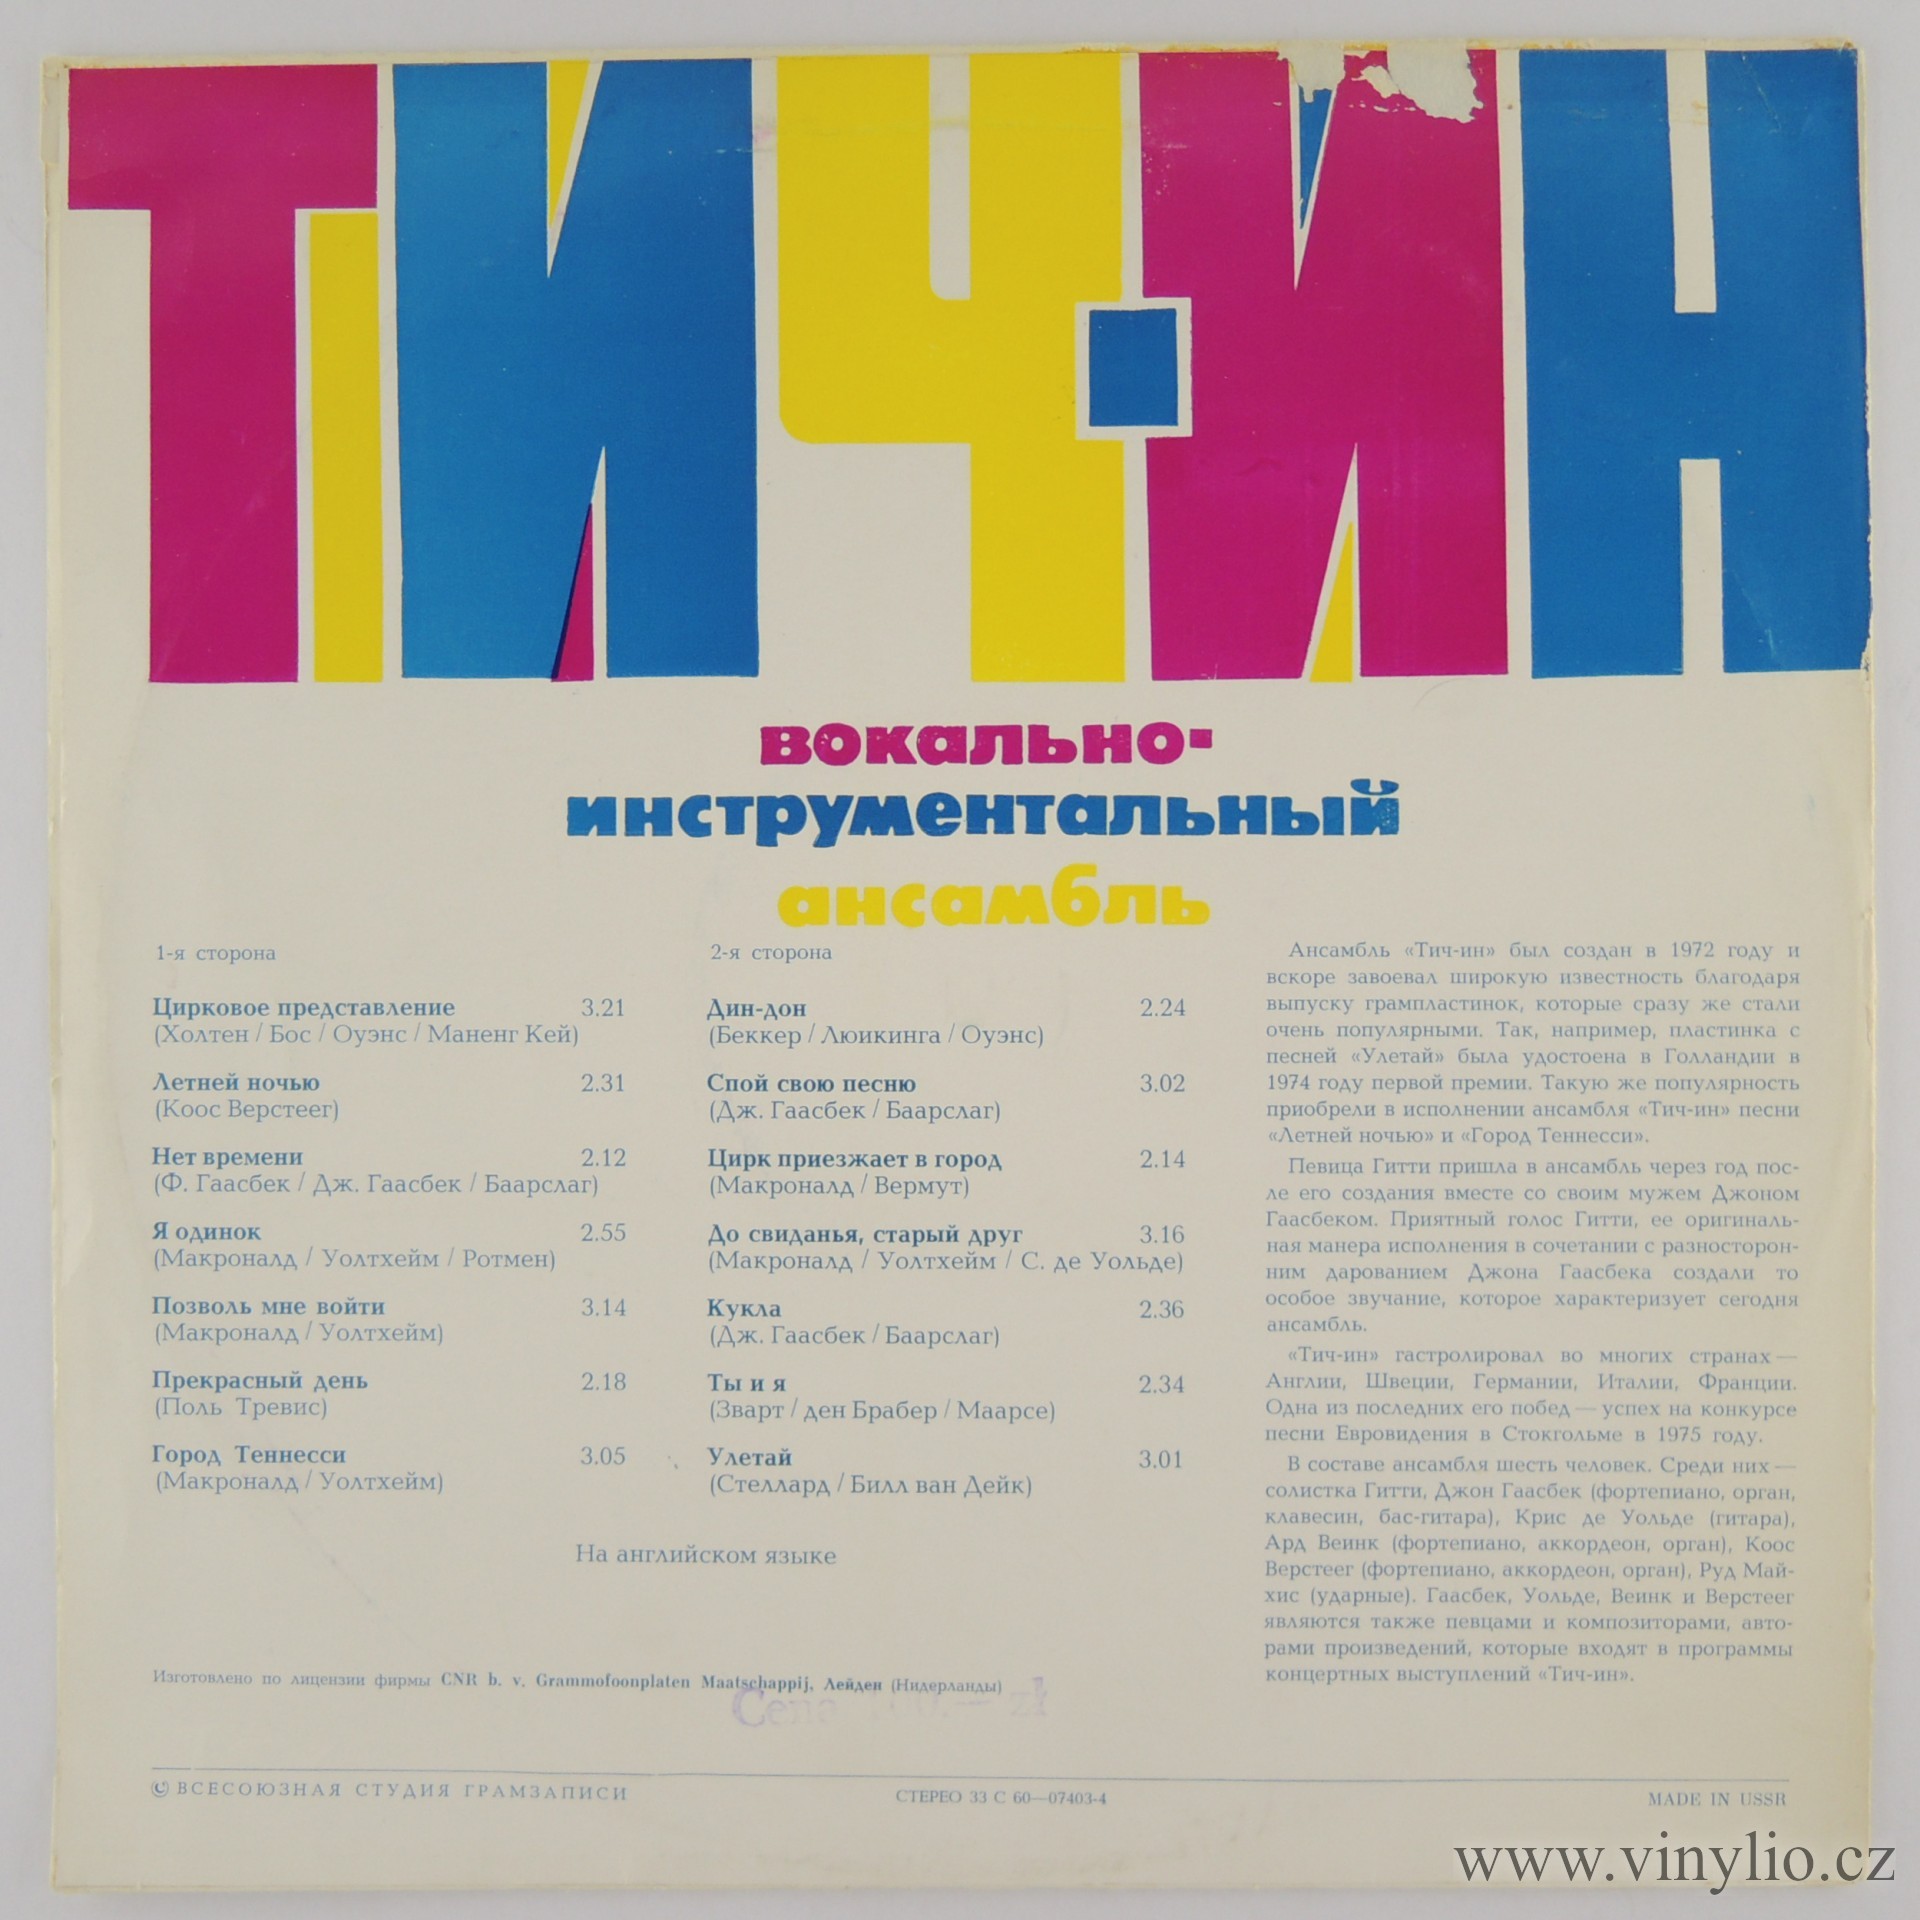 ТИЧ-ИН
вокально-
инструментальный
ансамбль
1-я сторона
Цирковое представление 3.21
(Холтен / Бос / Оуэнс / Маненг Кей)
Летней ночью 2.31
(Коос Верстеег)
Нет времени 2.12
(Ф. Гаасбек / Дж. Гаасбек / Баарслаг)
Я одинок 2.55
(Макроналд / Уолтхейм / Ротмен)
Позволь мне войти 3.14
(Макроналд / Уолтхейм)
Прекрасный день 2.18
(Поль Тревис)
Город Теннесси 3.05
(Макроналд / Уолтхейм)
2-я сторона
Дин-дон 2.24
(Беккер / Люикинга / Оуэнс)
Спой свою песню 3.02
(Дж. Гаасбек / Баарслаг)
Цирк приезжает в город 2.14
(Макроналд / Вермут)
До свиданья, старый друг 3.16
(Макроналд / Уолтхейм / С. де Уольде)
Кукла 2.36
(Дж. Гаасбек / Баарслаг)
Ты и я 2.34
(Зварт / ден Брабер / Маарсе)
Улетай 3.01
(Стеллард / Билл ван Дейк)
На английском языке
Ансамбль «Тич-ин» был создан в 1972 году и
вскоре завоевал широкую известность благодаря
выпуску грампластинок, которые сразу же стали
очень популярными. Так, например, пластинка с
песней «Улетай» была удостоена в Голландии в
1974 году первой премии. Такую же популярность
приобрели в исполнении ансамбля «Тич-ин» песни
«Летней ночью» и «Город Теннесси».
Певица Гитти пришла в ансамбль через год пос-
ле его создания вместе со своим мужем Джоном
Гаасбеком. Приятный голос Гитти, ее оригиналь-
ная манера исполнения в сочетании с разносторон-
ним дарованием Джона Гаасбека создали то
особое звучание, которое характеризует сегодня
ансамбль.
«Тич-ин» гастролировал во многих странах —
Англии, Швеции, Германии, Италии, Франции.
Одна из последних его побед — успех на конкурсе
песни Евровидения в Стокгольме в 1975 году.
В составе ансамбля шесть человек. Среди них —
солистка Гитти, Джон Гаасбек (фортепиано, орган,
клавесин, бас-гитара), Крис де Уольде (гитара),
Ард Веинк (фортепиано, аккордеон, орган), Коос
Верстеег (фортепиано, аккордеон, орган), Руд Май-
хис (ударные). Гаасбек, Уольде, Веинк и Верстеег
являются также певцами и композиторами, авто-
рами произведений, которые входят в программы
концертных выступлений «Тич-ин».
Изготовлено по лицензии фирмы CNR b. v. Grammofoonplaten Maatschappij, Лейден (Нидерланды)
Cena 100.— zł
© ВСЕСОЮЗНАЯ СТУДИЯ ГРАМЗАПИСИ
СТЕРЕО 33 С 60—07403-4
MADE IN USSR
www.vinylio.cz